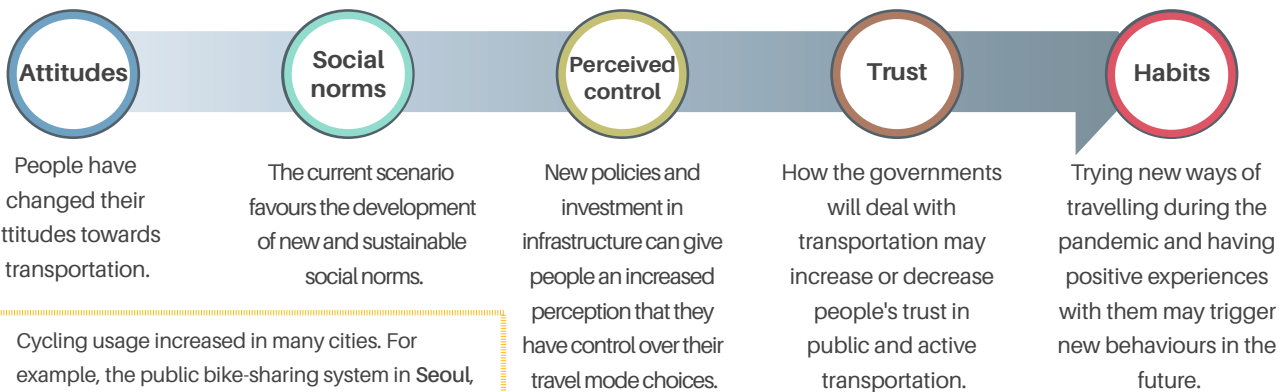 Attitudes
People have
changed their
ttitudes towards
transportation.
Social
norms
The current scenario
favours the development
of new and sustainable
social norms.
Perceived
control
New policies and
investment in
infrastructure can give
people an increased
perception that they
have control over their
travel mode choices.
Trust
How the governments
will deal with
transportation may
increase or decrease
people's trust in
public and active
transportation.
Habits
Trying new ways of
travelling during the
pandemic and having
positive experiences
with them may trigger
new behaviours in the
future.
Cycling usage increased in many cities. For
example, the public bike-sharing system in Seoul,